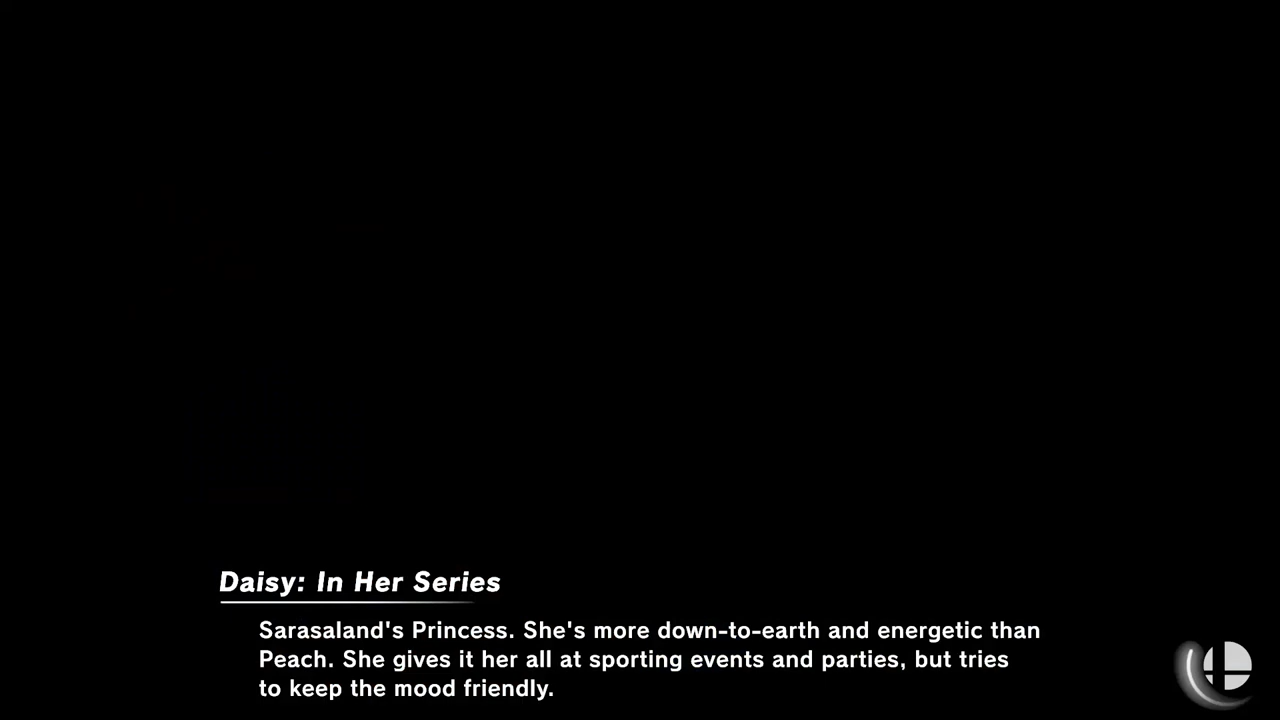 Daisy: In Her Series
Sarasaland's Princess. She's more down-to-earth and energetic than
Peach. She gives it her all at sporting events and parties, but tries
to keep the mood friendly.